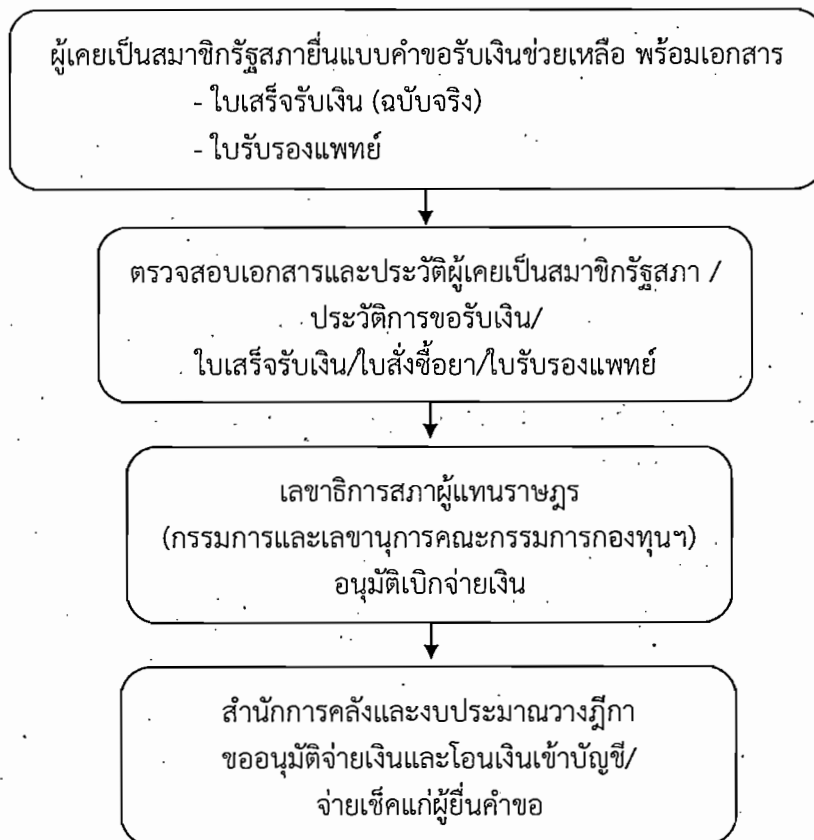 ผู้เคยเป็นสมาชิกรัฐสภายื่นแบบคำขอรับเงินช่วยเหลือ พร้อมเอกสาร
- ใบเสร็จรับเงิน (ฉบับจริง)
- ใบรับรองแพทย์
ตรวจสอบเอกสารและประวัติผู้เคยเป็นสมาชิกรัฐสภา /
ประวัติการขอรับเงิน/
ใบเสร็จรับเงิน/ใบสั่งซื้อยา/ใบรับรองแพทย์
เลขาธิการสภาผู้แทนราษฎร
(กรรมการและเลขานุการคณะกรรมการกองทุนฯ)
อนุมัติเบิกจ่ายเงิน
สำนักการคลังและงบประมาณวางฎีกา
ขออนุมัติจ่ายเงินและโอนเงินเข้าบัญชี/
จ่ายเช็คแก่ผู้ยื่นคำขอ